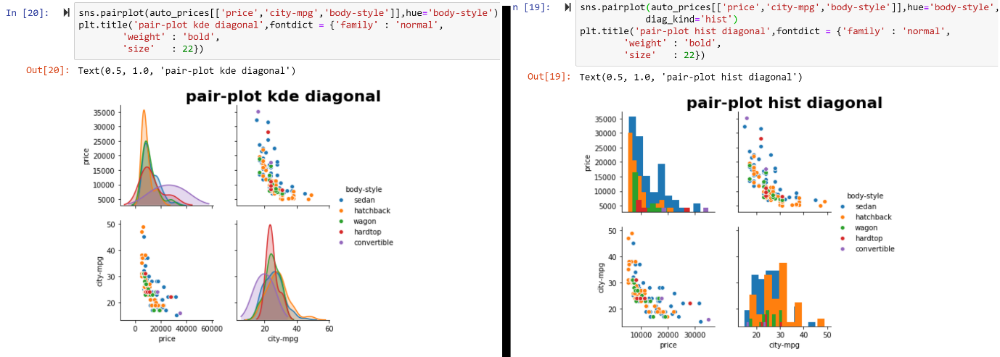 In [20]:
sns.pairplot(auto_prices[['price','city-mpg','body-style']],hue='body-style')
plt.title('pair-plot kde diagonal',fontdict = {'family' : 'normal',
'weight' : 'bold',
'size' : 22})
Out[20]: Text(0.5, 1.0, 'pair-plot kde diagonal')
pair-plot kde diagonal
35000
30000
25000
20000
15000
10000
5000
price
50
40
30
20
city-mpg
0 20000 40000 60000
price
20 40 60
city-mpg
body-style
sedan
hatchback
wagon
hardtop
convertible
n [19]:
sns.pairplot(auto_prices[['price','city-mpg','body-style']],hue='body-style',
diag_kind='hist')
plt.title('pair-plot hist diagonal',fontdict = {'family' : 'normal',
'weight' : 'bold',
'size' : 22})
Out[19]: Text(0.5, 1.0, 'pair-plot hist diagonal')
pair-plot hist diagonal
35000
30000
25000
20000
15000
10000
5000
price
50
40
30
20
city-mpg
10000 20000 30000
price
20 30 40 50
city-mpg
body-style
sedan
hatchback
wagon
hardtop
convertible